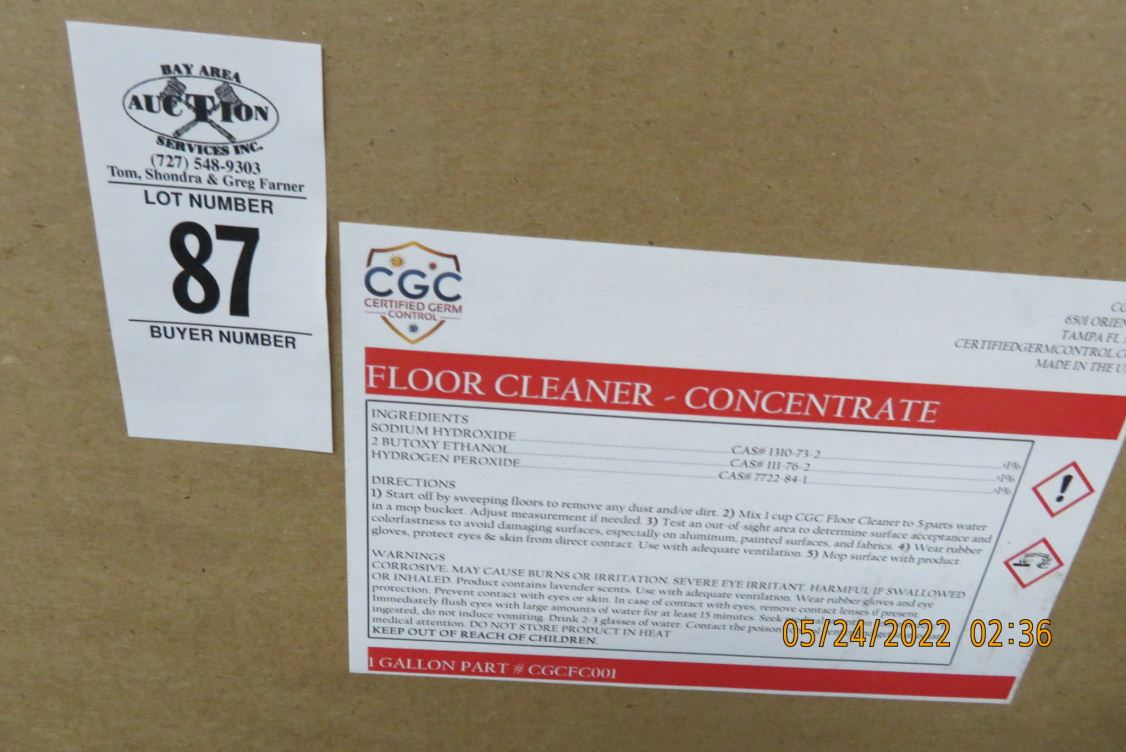 BAY AREA
AUCTION
SERVICES INC.
(727) 548-9303
Tom, Shondra & Greg Farner
LOT NUMBER
87
BUYER NUMBER
CGC
CERTIFIED GERM
CONTROL
6501 ORIEN
TAMPA FL
CERTIFIEDGERMCONTROL.C
MADE IN THE U
FLOOR CLEANER - CONCENTRATE
INGREDIENTS
SODIUM HYDROXIDE CAS# 1310-73-2 >1%
2 BUTOXY ETHANOL CAS# 111-76-2 >1%
HYDROGEN PEROXIDE CAS# 7722-84-1 >1%
DIRECTIONS
1) Start off by sweeping floors to remove any dust and/or dirt. 2) Mix 1 cup CGC Floor Cleaner to 5 parts water
in a mop bucket. Adjust measurement if needed. 3) Test an out-of-sight area to determine surface acceptance and
colorfastness to avoid damaging surfaces, especially on aluminum, painted surfaces, and fabrics. 4) Wear rubber
gloves, protect eyes & skin from direct contact. Use with adequate ventilation. 5) Mop surface with product.
WARNINGS
CORROSIVE. MAY CAUSE BURNS OR IRRITATION. SEVERE EYE IRRITANT. HARMFUL IF SWALLOWED
OR INHALED. Product contains lavender scents. Use with adequate ventilation. Wear rubber gloves and eye
protection. Prevent contact with eyes or skin. In case of contact with eyes, remove contact lenses if present.
Immediately flush eyes with large amounts of water for at least 15 minutes. Seek
ingested, do not induce vomiting. Drink 2-3 glasses of water. Contact the poison
medical attention. DO NOT STORE PRODUCT IN HEAT
KEEP OUT OF REACH OF CHILDREN.
1 GALLON PART # CGCFC001
05/24/2022 02:36